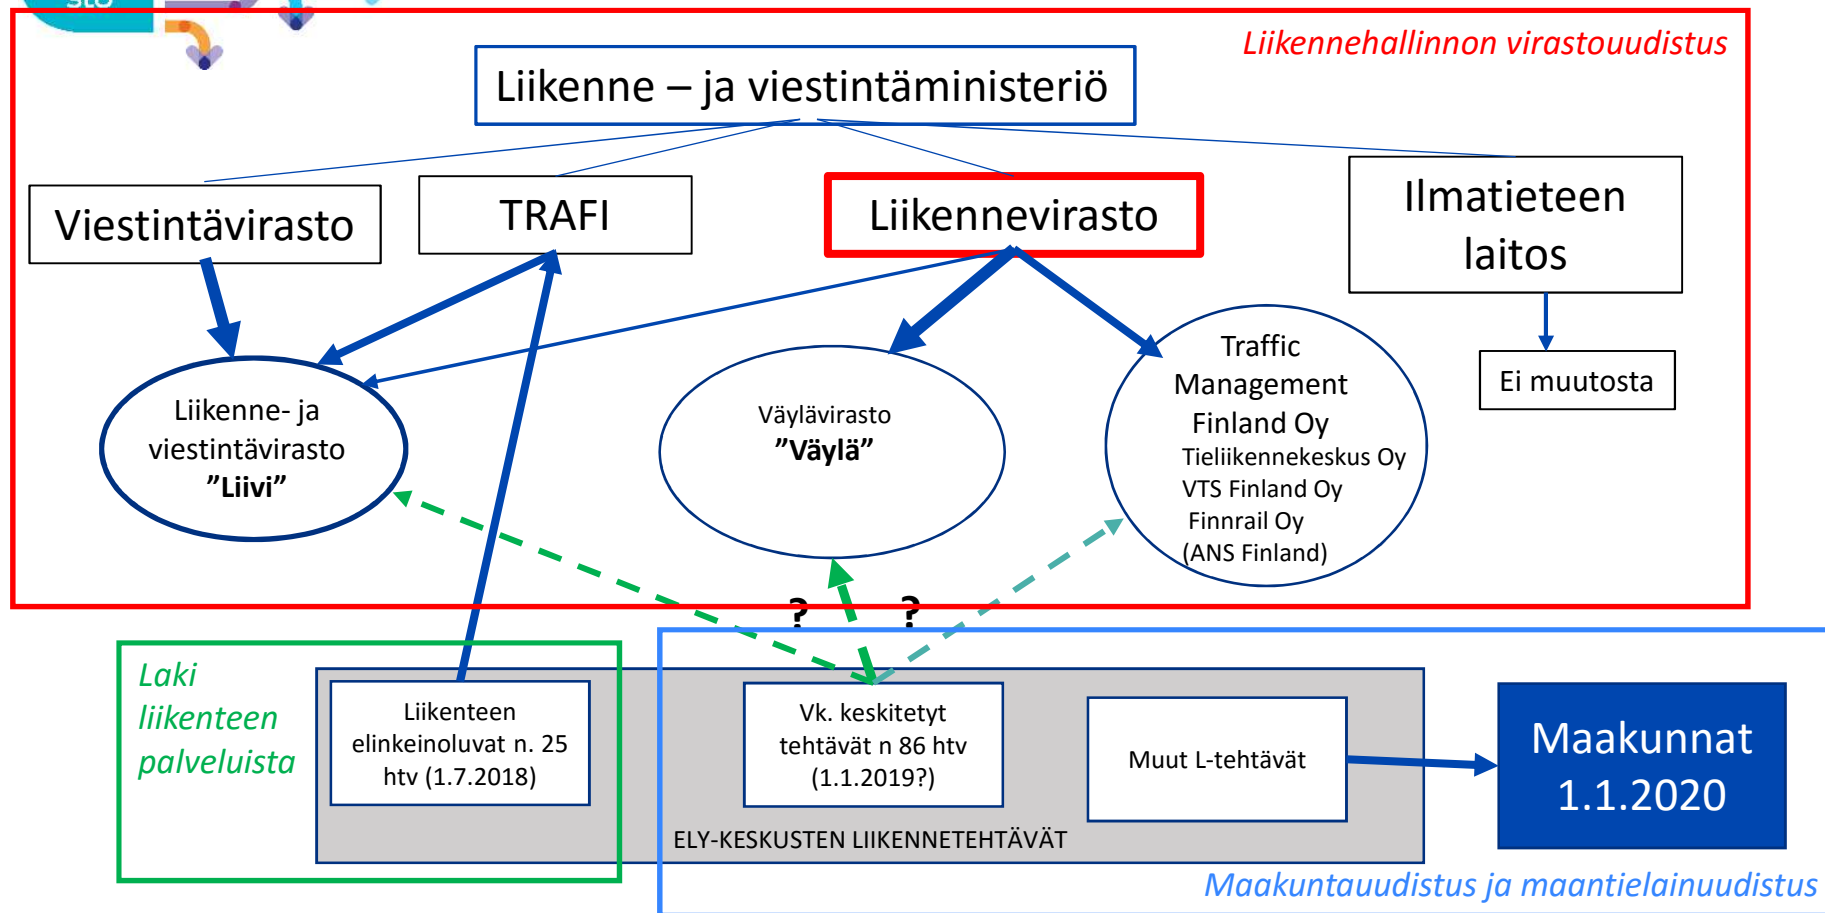 sto
Liikennehallinnon virastouudistus
Liikenne – ja viestintäministeriö
Viestintävirasto
TRAFI
Liikennevirasto
Ilmatieteen
laitos
Ei muutosta
Liikenne- ja
viestintävirasto
”Liivi”
Väylävirasto
”Väylä”
Traffic
Management
Finland Oy
Tieliikennekeskus Oy
VTS Finland Oy
Finnrail Oy
(ANS Finland)
? ?
Laki
liikenteen
palveluista
Liikenteen
elinkeinoluvat n. 25
htv (1.7.2018)
Vk. keskitetyt
tehtävät n 86 htv
(1.1.2019?)
Muut L-tehtävät
Maakunnat
1.1.2020
ELY-KESKUSTEN LIIKENNETEHTÄVÄT
Maakuntauudistus ja maantielainuudistus